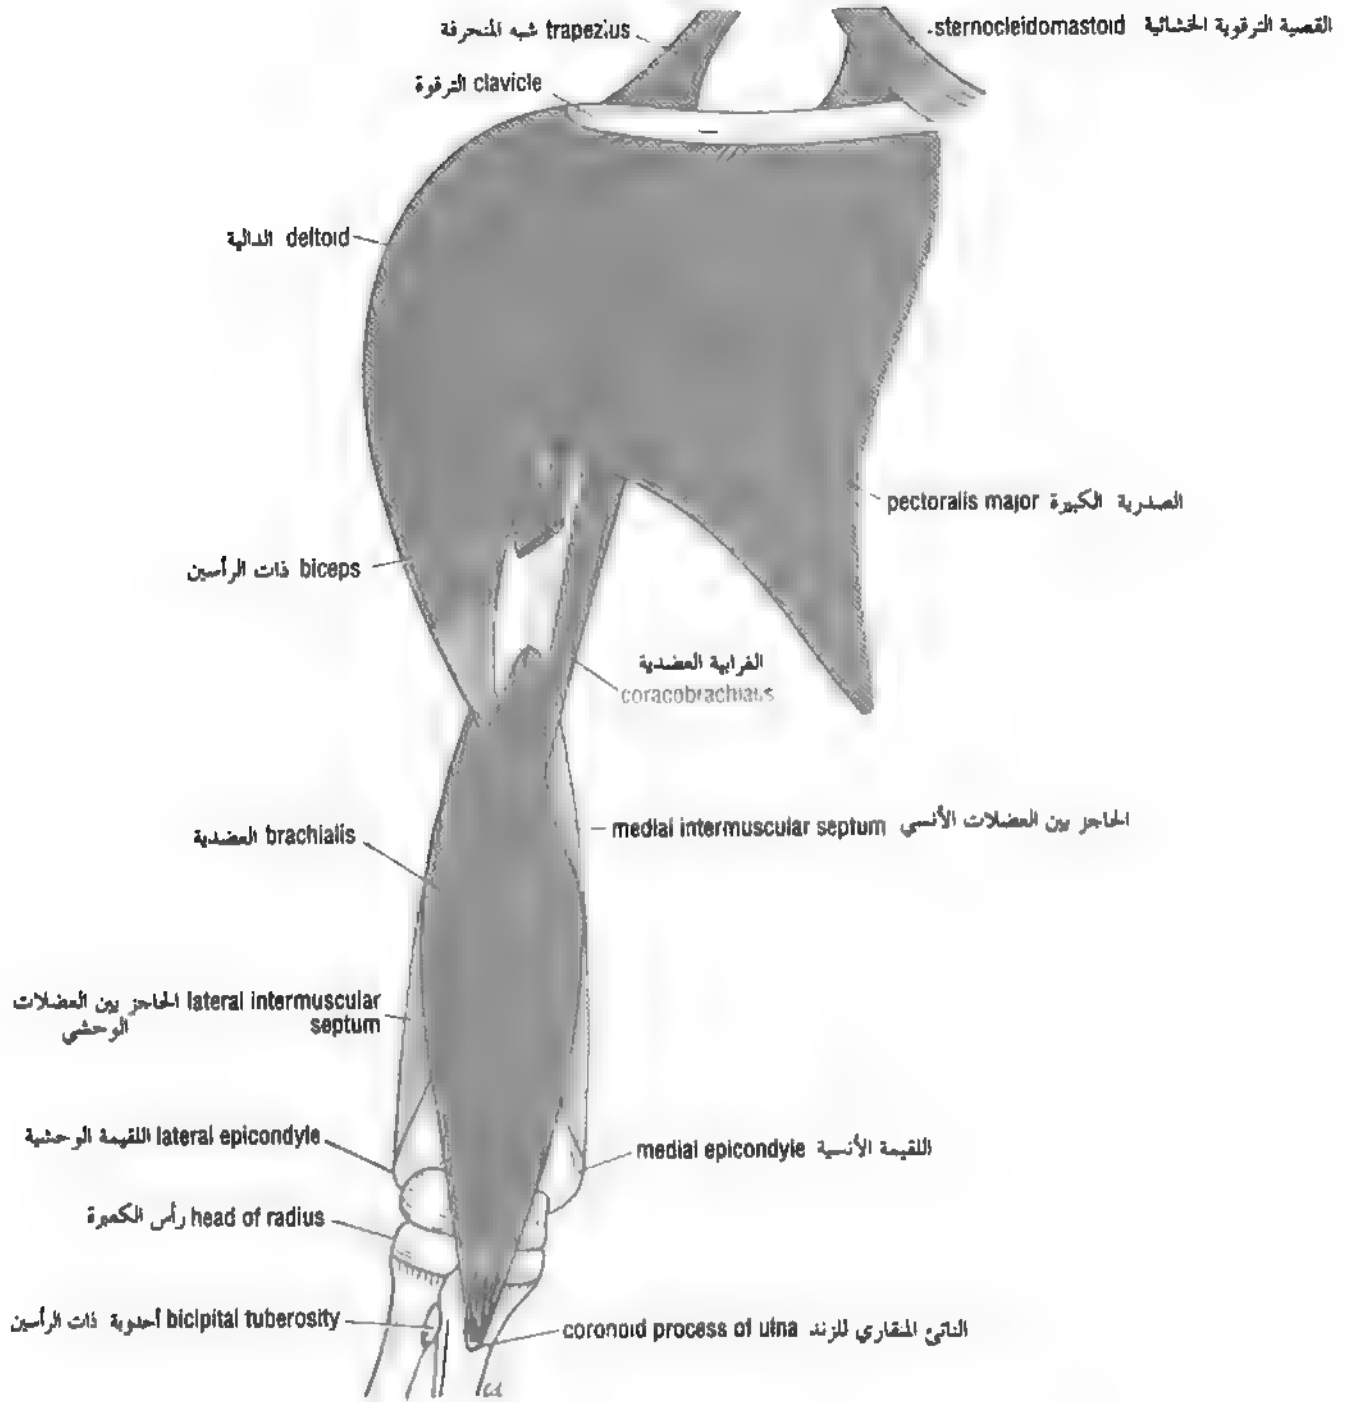 شبه المنحرفة trapezius
sternocleidomastoid القصية الترقوية الخشائية
الترقوة clavicle
الدالية deltoid
pectoralis major الصدرية الكبيرة
ذات الرأسين biceps
الغرابية العضدية
coracobrachialis
medial intermuscular septum الحاجز بين العضلات الأنسي
العضدية brachialis
الحاجز بين العضلات lateral intermuscular
الوحشي septum
اللقيمة الوحشية lateral epicondyle
medial epicondyle اللقيمة الأنسية
رأس الكعبرة head of radius
أحدوبة ذات الرأسين bicipital tuberosity
coronoid process of ulna الناتئ المنقاري للزند